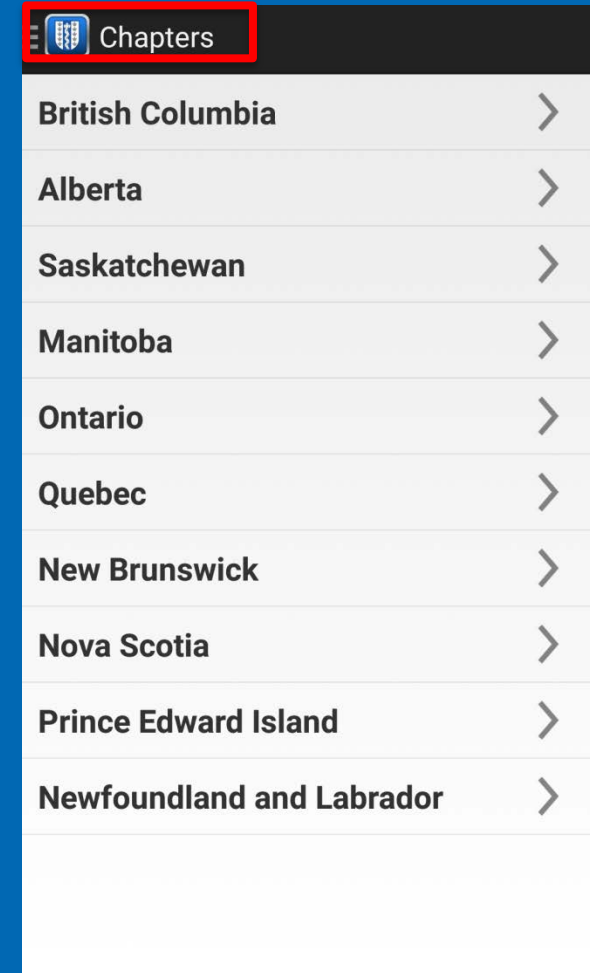 Chapters
British Columbia
Alberta
Saskatchewan
Manitoba
Ontario
Quebec
New Brunswick
Nova Scotia
Prince Edward Island
Newfoundland and Labrador